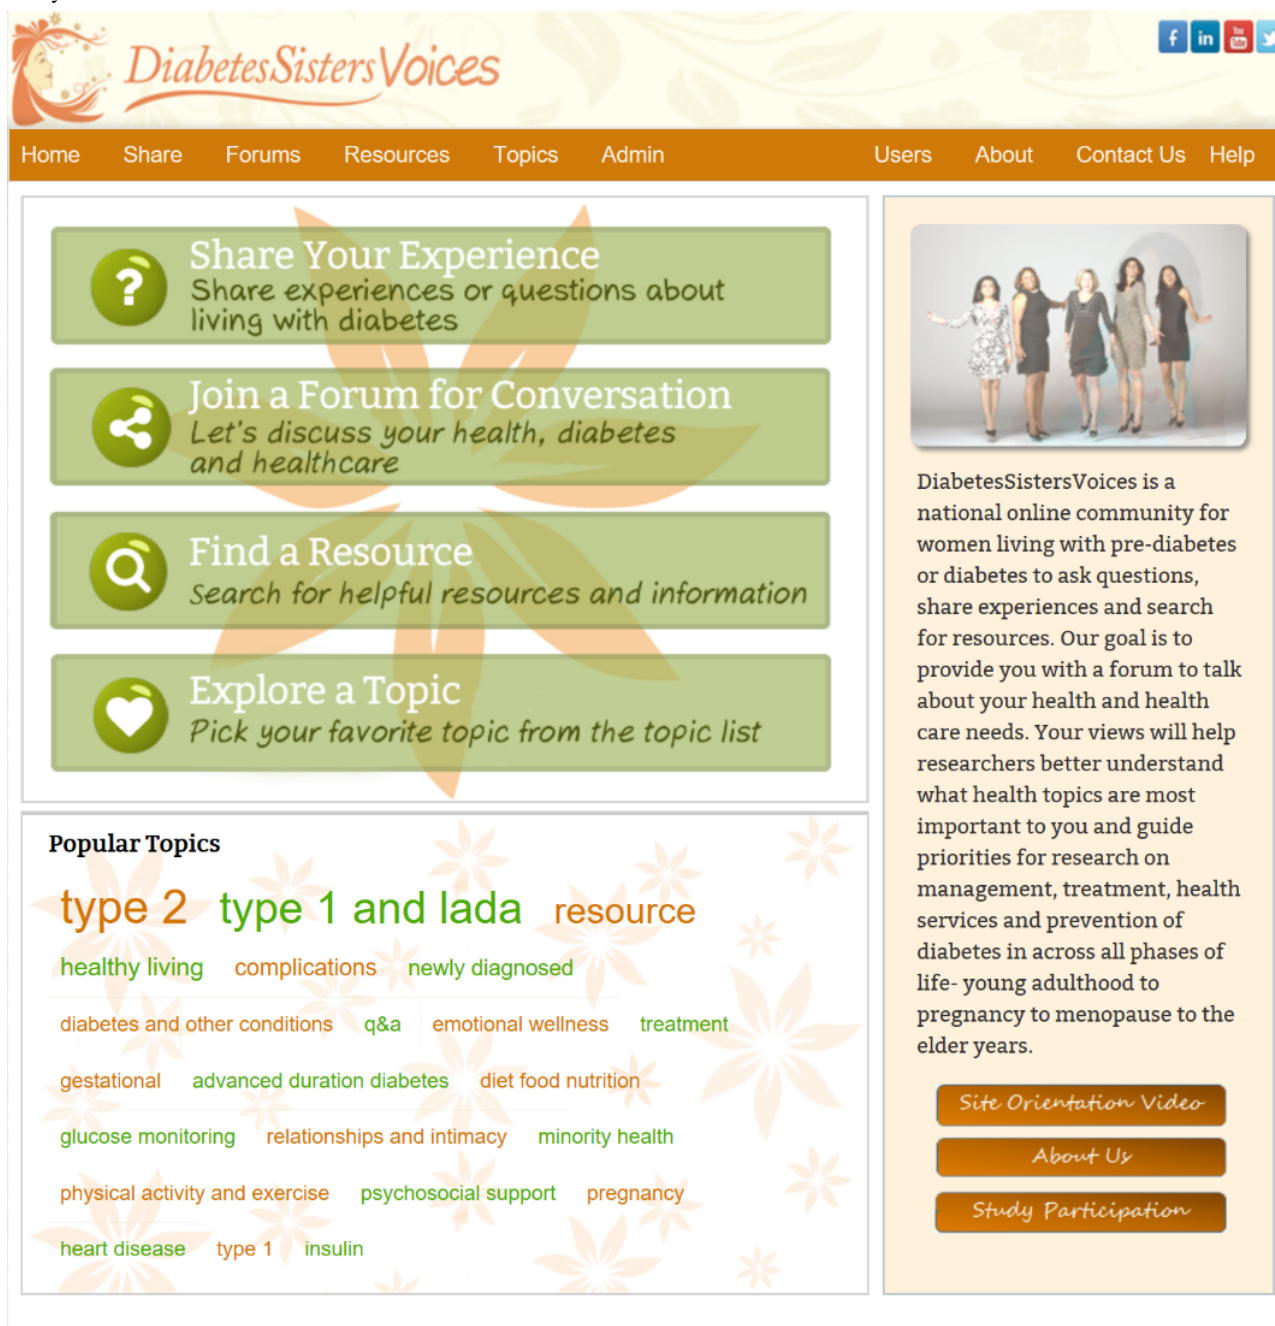 DiabetesSistersVoices
f in You Tube
Home Share Forums Resources Topics Admin Users About Contact Us Help
Share Your Experience
Share experiences or questions about
living with diabetes
Join a Forum for Conversation
Let's discuss your health, diabetes
and healthcare
Find a Resource
Search for helpful resources and information
Explore a Topic
Pick your favorite topic from the topic list
Popular Topics
type 2 type 1 and lada resource
healthy living complications newly diagnosed
diabetes and other conditions q&a emotional wellness treatment
gestational advanced duration diabetes diet food nutrition
glucose monitoring relationships and intimacy minority health
physical activity and exercise psychosocial support pregnancy
heart disease type 1 insulin
DiabetesSistersVoices is a
national online community for
women living with pre-diabetes
or diabetes to ask questions,
share experiences and search
for resources. Our goal is to
provide you with a forum to talk
about your health and health
care needs. Your views will help
researchers better understand
what health topics are most
important to you and guide
priorities for research on
management, treatment, health
services and prevention of
diabetes in across all phases of
life- young adulthood to
pregnancy to menopause to the
elder years.
Site Orientation Video
About Us
Study Participation